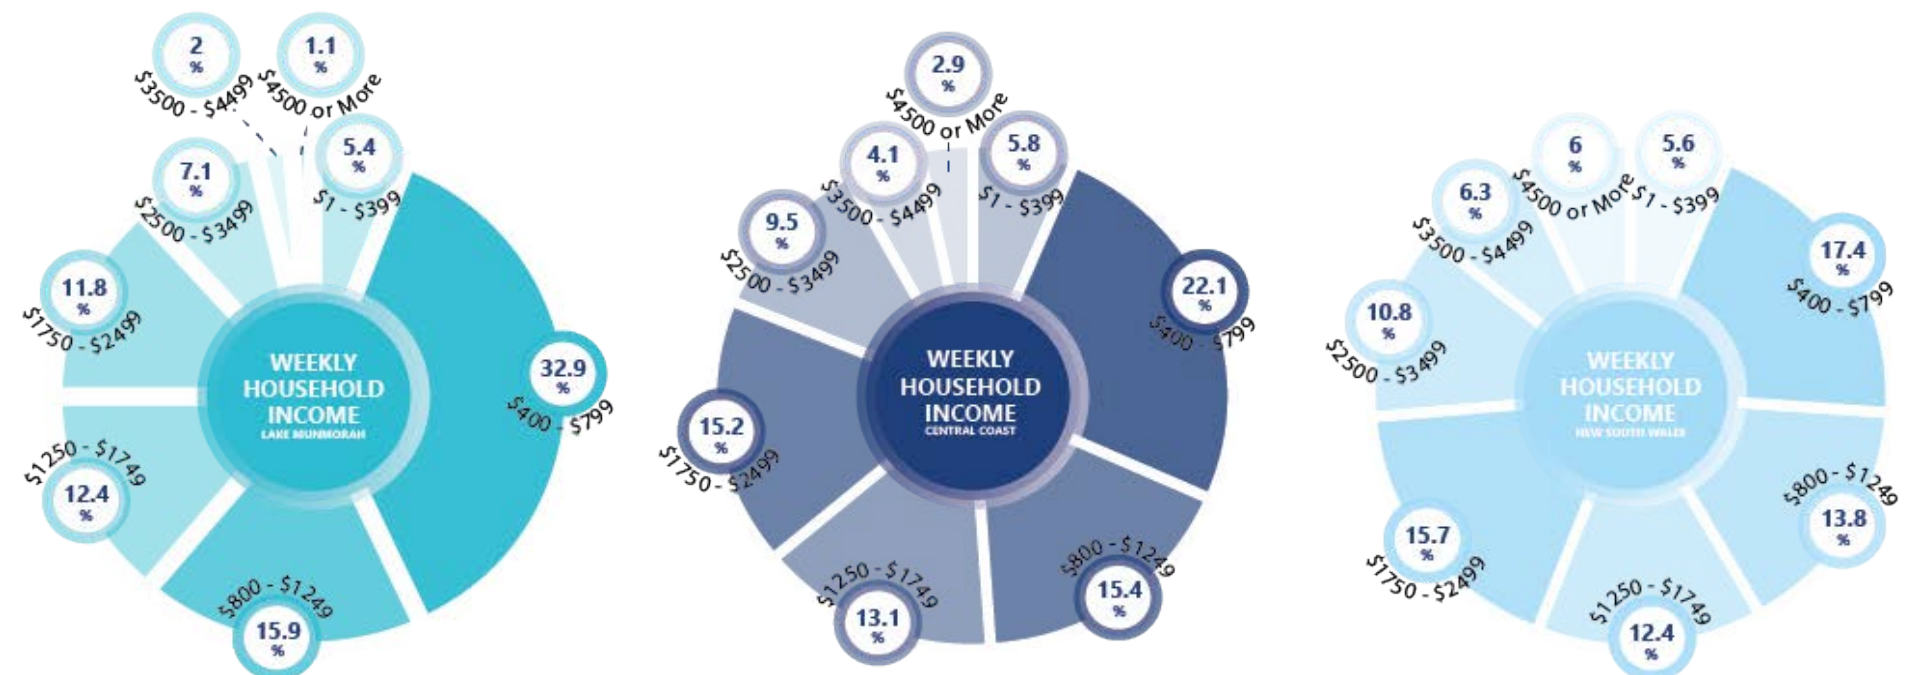 2
%
$3500 - $4499
1.1
%
$4500 or More
5.4
%
$1 - $399
7.1
%
$2500 - $3499
11.8
%
$1750 - $2499
32.9
%
$400 - $799
$1250 - $1749
12.4
%
$800 - $1249
15.9
%
WEEKLY
HOUSEHOLD
INCOME
LAKE MUNMORAH
2.9
%
$4500 or More
4.1
%
$3500 - $4499
5.8
%
$1 - $399
9.5
%
$2500 - $3499
22.1
%
$400 - $799
15.2
%
$1750 - $2499
$1250 - $1749
13.1
%
$800 - $1249
15.4
%
WEEKLY
HOUSEHOLD
INCOME
CENTRAL COAST
6
%
$4500 or More
5.6
%
$1 - $399
6.3
%
$3500 - $4499
17.4
%
$400 - $799
10.8
%
$2500 - $3499
$800 - $1249
13.8
%
15.7
%
$1750 - $2499
$1250 - $1749
12.4
%
WEEKLY
HOUSEHOLD
INCOME
NEW SOUTH WALES